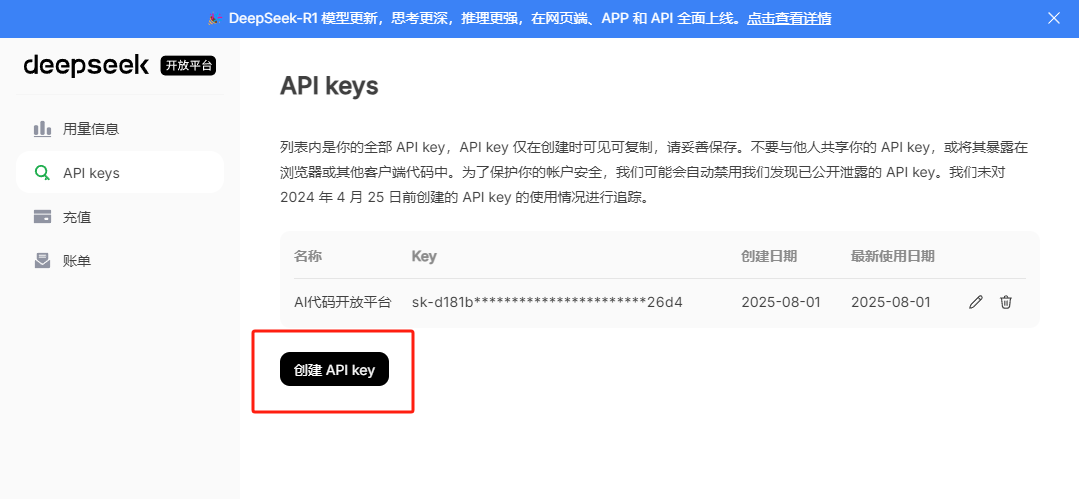 🎉 DeepSeek-R1 模型更新，思考更深，推理更强，在网页端、APP 和 API 全面上线。点击查看详情
deepseek 开放平台
用量信息
API keys
充值
账单
API keys
列表内是你的全部 API key，API key 仅在创建时可见可复制，请妥善保存。不要与他人共享你的 API key，或将其暴露在
浏览器或其他客户端代码中。为了保护你的帐户安全，我们可能会自动禁用我们发现已公开泄露的 API key。我们未对
2024 年 4 月 25 日前创建的 API key 的使用情况进行追踪。
名称 Key 创建日期 最新使用日期
AI代码开放平台 sk-d181b***********************26d4 2025-08-01 2025-08-01
创建 API key